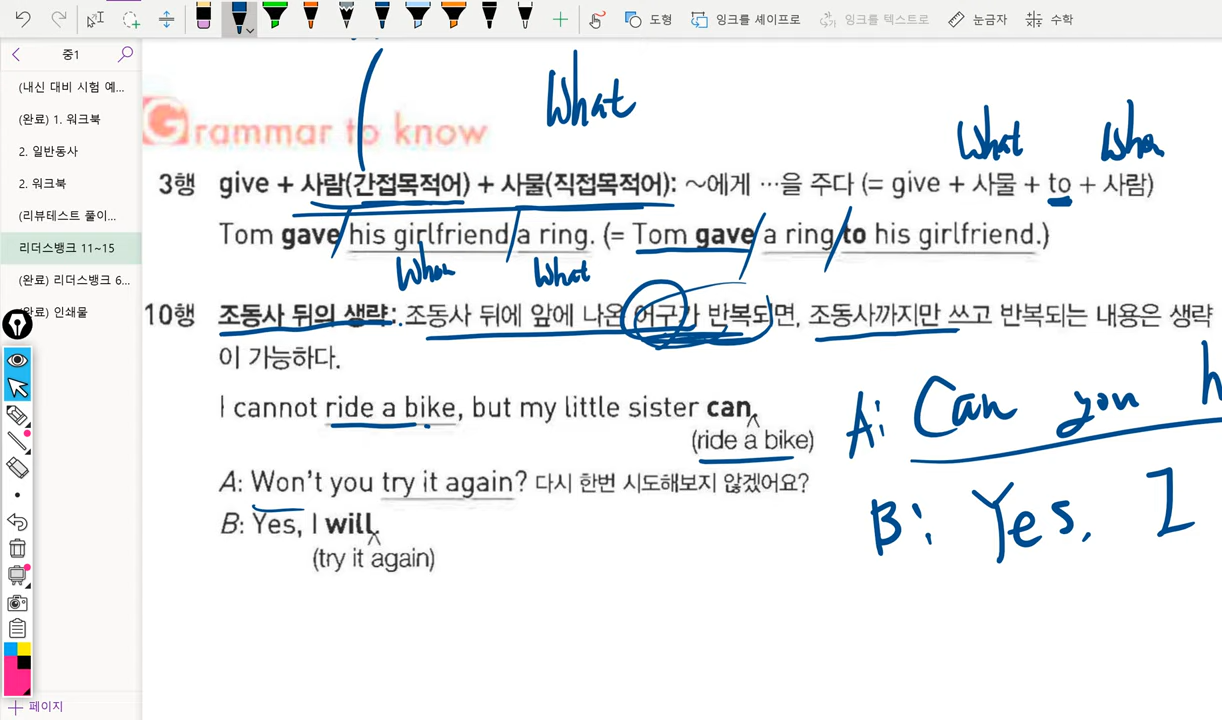 도형
잉크를 셰이프로
잉크를 텍스트로
눈금자
수학
중1
(내신 대비 시험 예...
(완료) 1. 워크북
2. 일반동사
2. 워크북
(리뷰테스트 풀이...
리더스뱅크 11~15
(완료) 리더스뱅크 6...
인쇄물
페이지
What
Grammar to know
What
3행 give + 사람(간접목적어) + 사물(직접목적어): ~에게 …을 주다 (= give + 사물 + to + 사람)
Tom gave his girlfriend a ring. (= Tom gave a ring to his girlfriend.)
What
10행 조동사 뒤의 생략: 조동사 뒤에 앞에 나온 어구가 반복되면, 조동사까지만 쓰고 반복되는 내용은 생략
이 가능하다.
I cannot ride a bike, but my little sister can.
(ride a bike)
A: Can you h
A: Won't you try it again? 다시 한번 시도해보지 않겠어요?
B: Yes, I will.
(try it again)
B: Yes, I